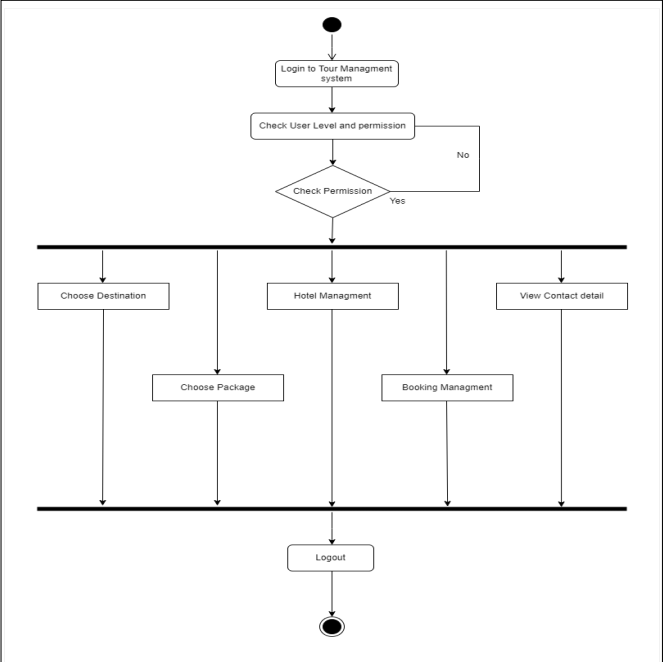 Login to Tour Managment
system
Check User Level and permission
No
Check Permission
Yes
Choose Destination
Hotel Managment
View Contact detail
Choose Package
Booking Managment
Logout